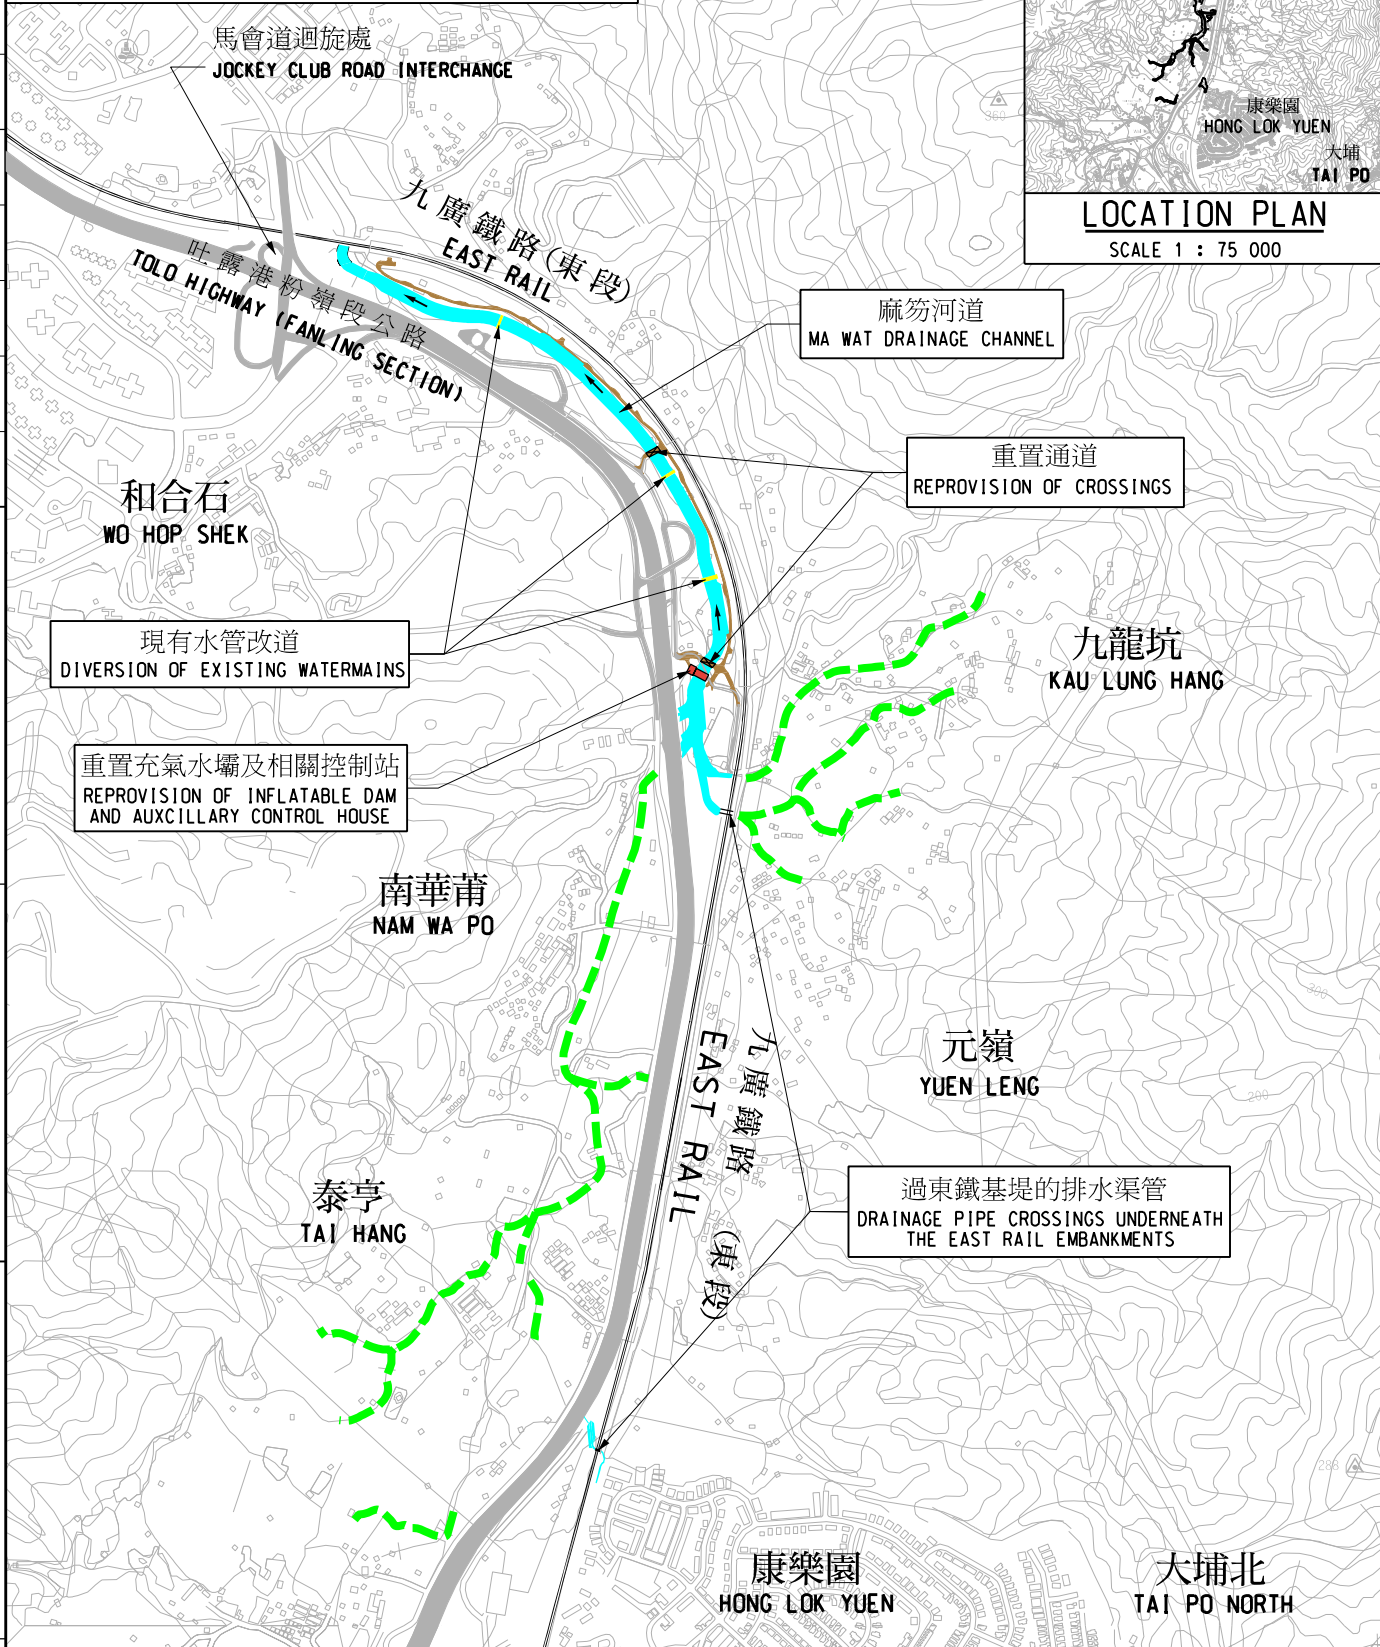 馬會道迴旋處
JOCKEY CLUB ROAD INTERCHANGE
康樂園
HONG LOK YUEN
大埔
TAI PO
LOCATION PLAN
SCALE 1 : 75 000
九廣鐵路(東段)
EAST RAIL
吐露港粉嶺段公路
TOLO HIGHWAY (FANLING SECTION)
麻笏河道
MA WAT DRAINAGE CHANNEL
重置通道
REPROVISION OF CROSSINGS
和合石
WO HOP SHEK
現有水管改道
DIVERSION OF EXISTING WATERMAINS
九龍坑
KAU LUNG HANG
重置充氣水壩及相關控制站
REPROVISION OF INFLATABLE DAM
AND AUXCILLARY CONTROL HOUSE
南華莆
NAM WA PO
300
九廣鐵路(東段)
EAST RAIL
元嶺
YUEN LENG
200
過東鐵基堤的排水渠管
DRAINAGE PIPE CROSSINGS UNDERNEATH
THE EAST RAIL EMBANKMENTS
泰亨
TAI HANG
288
康樂園
HONG LOK YUEN
大埔北
TAI PO NORTH